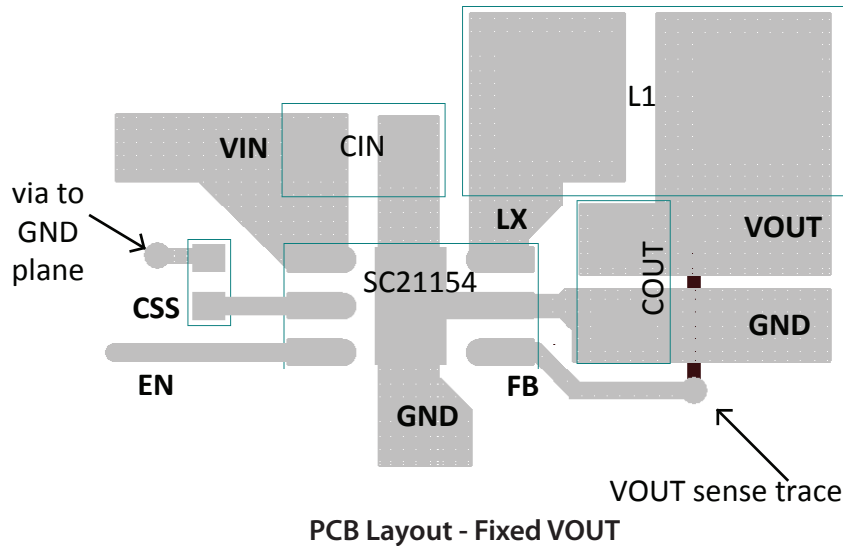 L1
VIN
CIN
via to
GND
plane
LX
VOUT
SC21154
COUT
CSS
GND
EN
FB
GND
VOUT sense trace
PCB Layout - Fixed VOUT